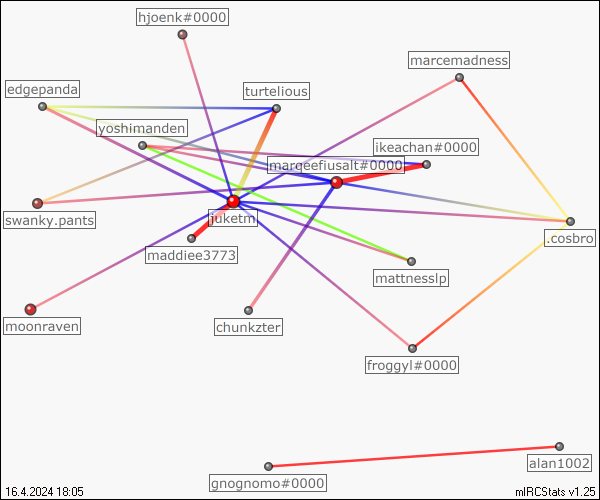 hjoenk#0000
marcemadness
edgepanda
turtelious
yoshimanden
ikeachan#0000
marqeefiusalt#0000
swanky.pants
juketm
.cosbro
maddiee3773
mattnesslp
moonraven
chunkzter
froggyl#0000
alan1002
gnognomo#0000
16.4.2024 18:05
mIRCStats v1.25